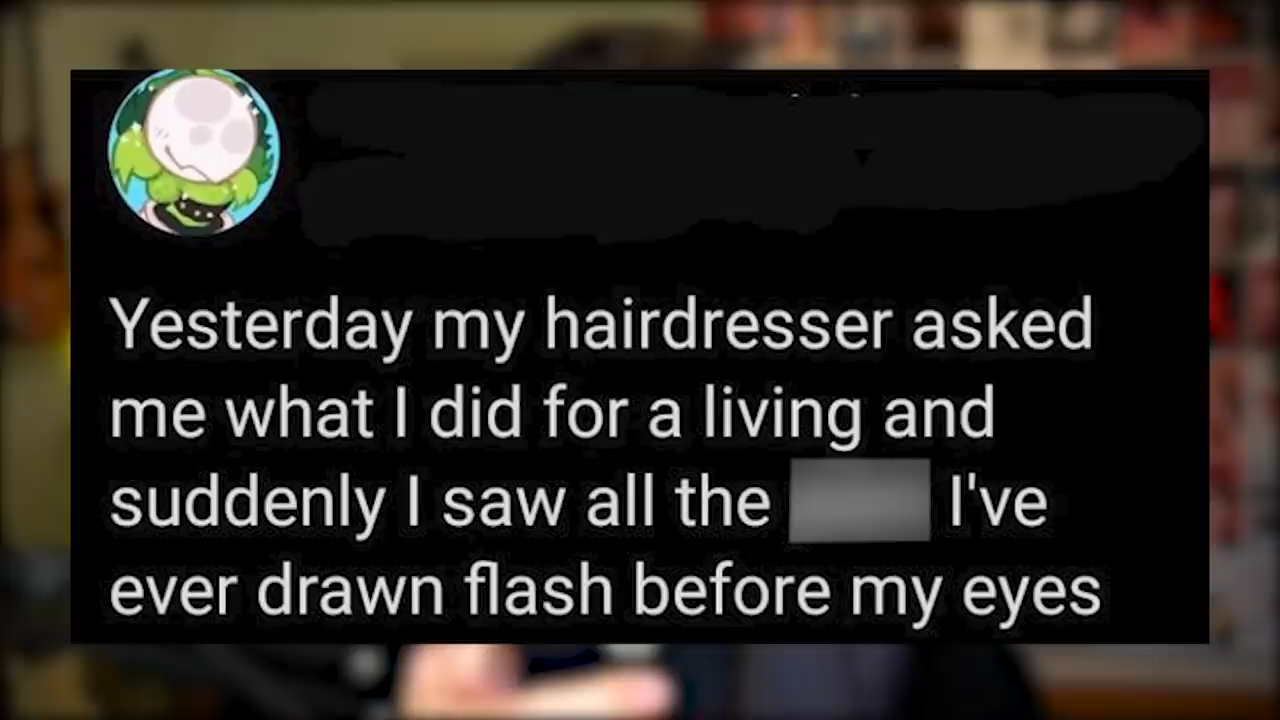 Yesterday my hairdresser asked
me what I did for a living and
suddenly I saw all the I've
ever drawn flash before my eyes